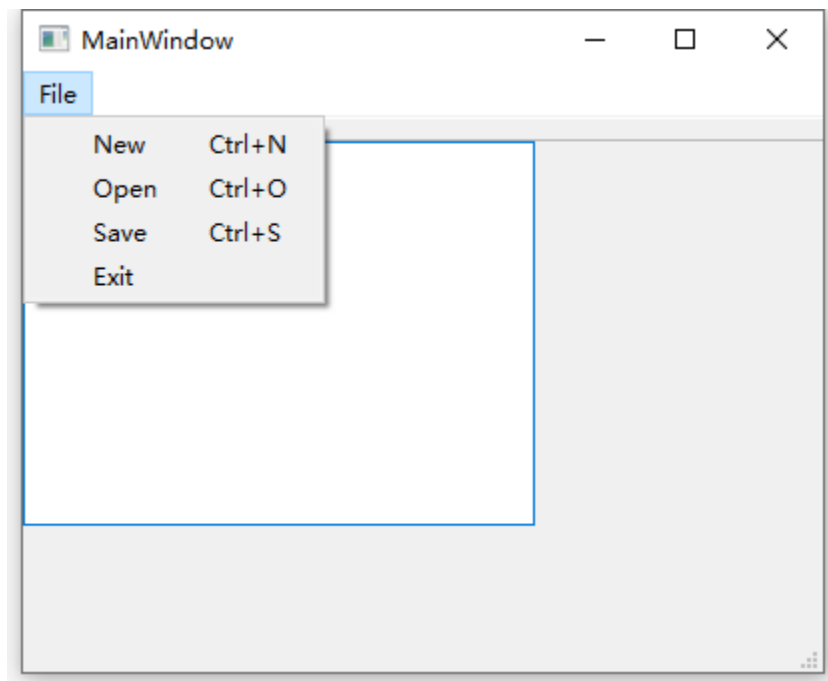 MainWindow
File
New Ctrl+N
Open Ctrl+O
Save Ctrl+S
Exit